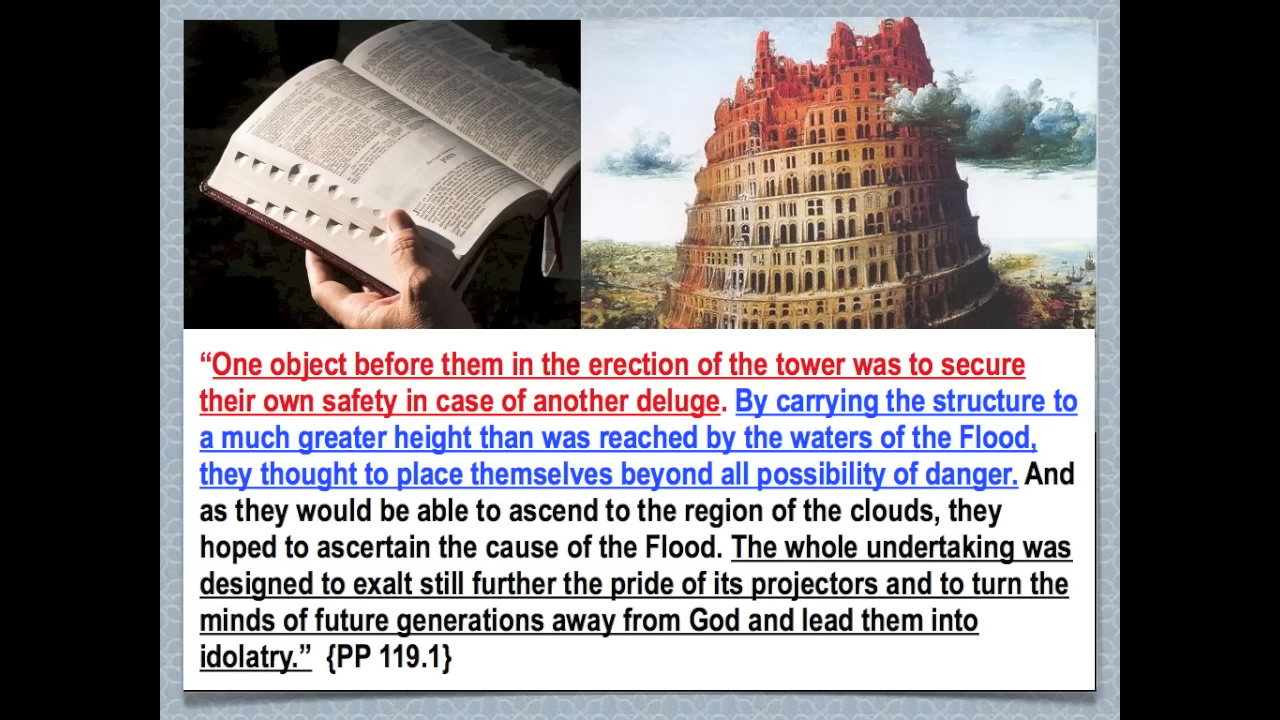 “One object before them in the erection of the tower was to secure
their own safety in case of another deluge. By carrying the structure to
a much greater height than was reached by the waters of the Flood,
they thought to place themselves beyond all possibility of danger. And
as they would be able to ascend to the region of the clouds, they
hoped to ascertain the cause of the Flood. The whole undertaking was
designed to exalt still further the pride of its projectors and to turn the
minds of future generations away from God and lead them into
idolatry.” {PP 119.1}